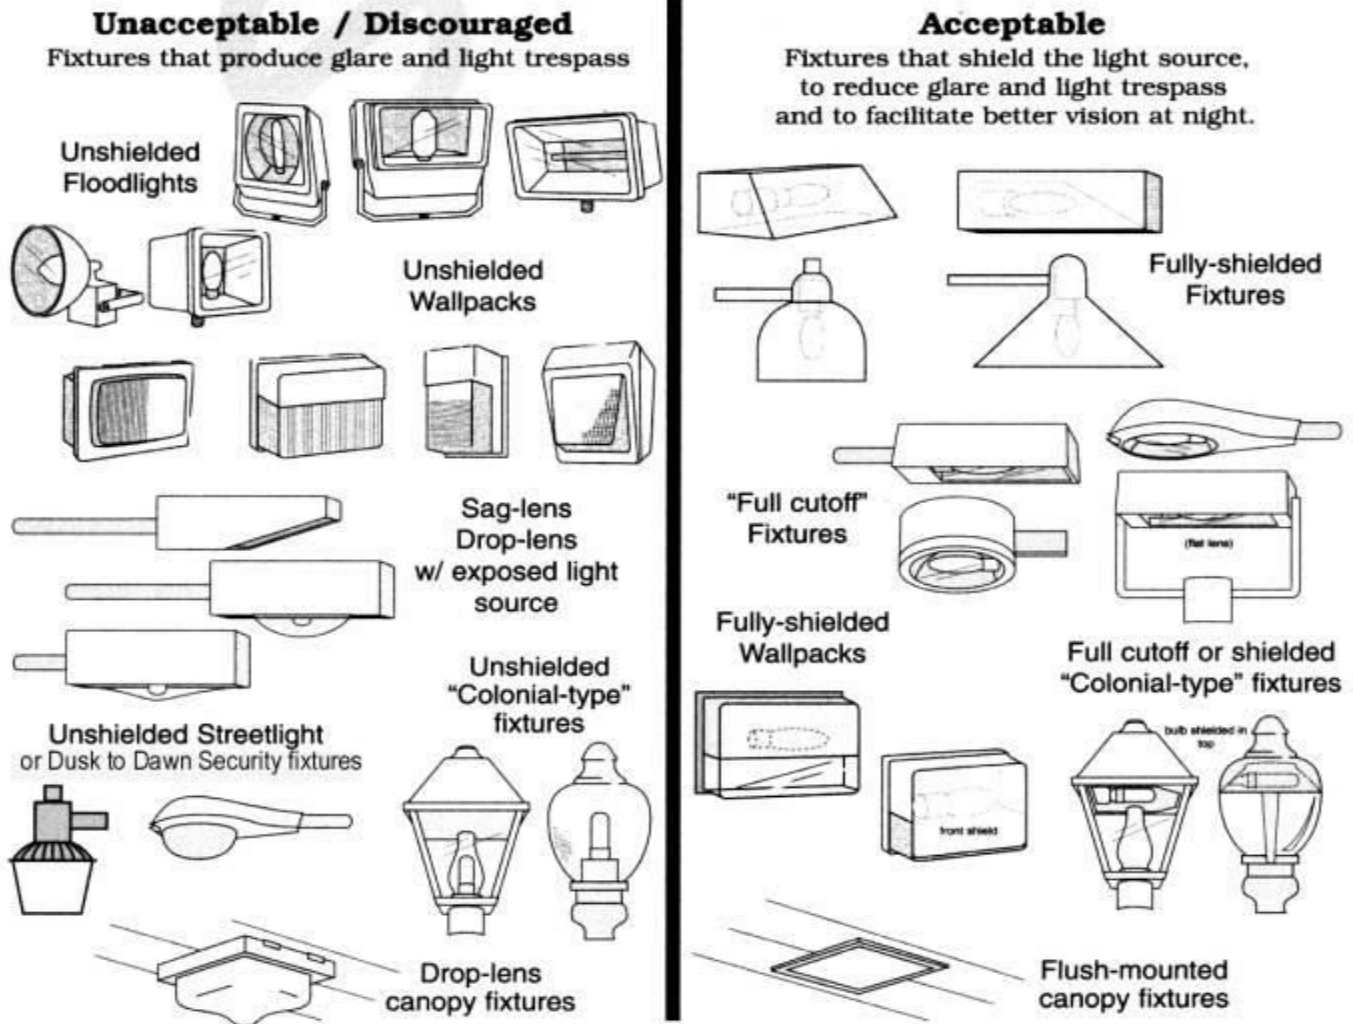 Unacceptable / Discouraged
Fixtures that produce glare and light trespass
Unshielded
Floodlights
Unshielded
Wallpacks
Sag-lens
Drop-lens
w/ exposed light
source
Unshielded
“Colonial-type”
fixtures
Unshielded Streetlight
or Dusk to Dawn Security fixtures
Drop-lens
canopy fixtures
Acceptable
Fixtures that shield the light source,
to reduce glare and light trespass
and to facilitate better vision at night.
Fully-shielded
Fixtures
“Full cutoff”
Fixtures
(flat lens)
Fully-shielded
Wallpacks
front shield
Full cutoff or shielded
“Colonial-type” fixtures
bulb shielded in
top
Flush-mounted
canopy fixtures